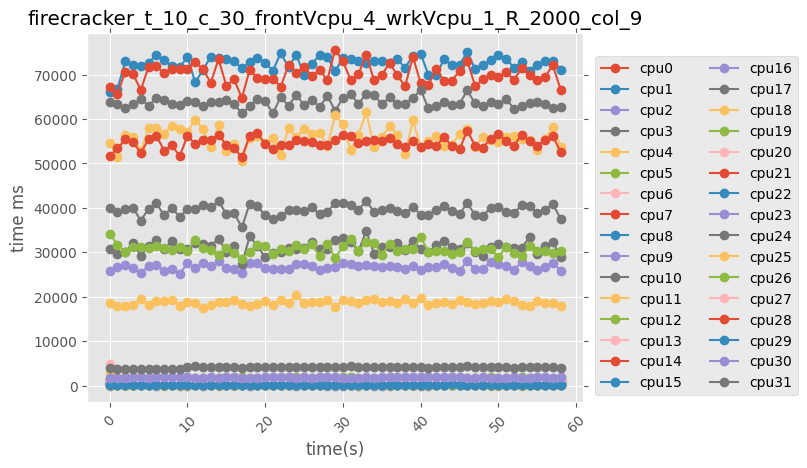 firecracker_t_10_c_30_frontVcpu_4_wrkVcpu_1_R_2000_col_9
time ms
70000
60000
50000
40000
30000
20000
10000
0
0
10
20
30
40
50
60
time(s)
cpu0
cpu1
cpu2
cpu3
cpu4
cpu5
cpu6
cpu7
cpu8
cpu9
cpu10
cpu11
cpu12
cpu13
cpu14
cpu15
cpu16
cpu17
cpu18
cpu19
cpu20
cpu21
cpu22
cpu23
cpu24
cpu25
cpu26
cpu27
cpu28
cpu29
cpu30
cpu31